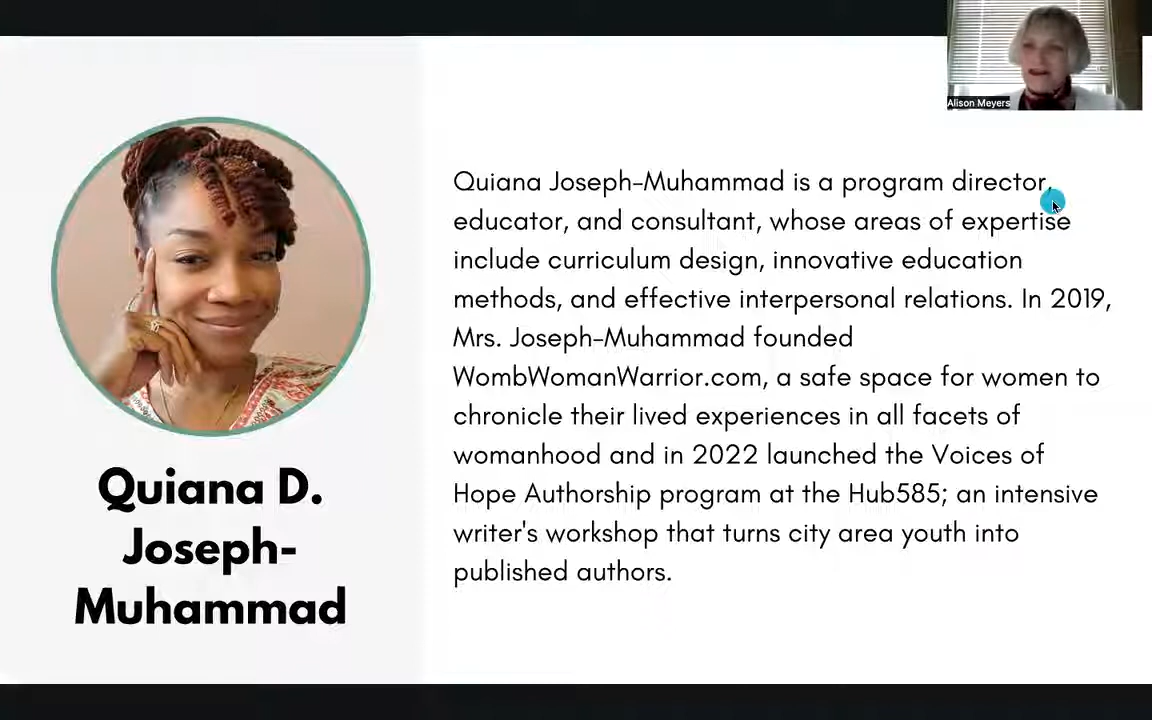 Alison Meyers
Quiana D.
Joseph-
Muhammad
Quiana Joseph-Muhammad is a program director,
educator, and consultant, whose areas of expertise
include curriculum design, innovative education
methods, and effective interpersonal relations. In 2019,
Mrs. Joseph-Muhammad founded
WombWomanWarrior.com, a safe space for women to
chronicle their lived experiences in all facets of
womanhood and in 2022 launched the Voices of
Hope Authorship program at the Hub585; an intensive
writer's workshop that turns city area youth into
published authors.